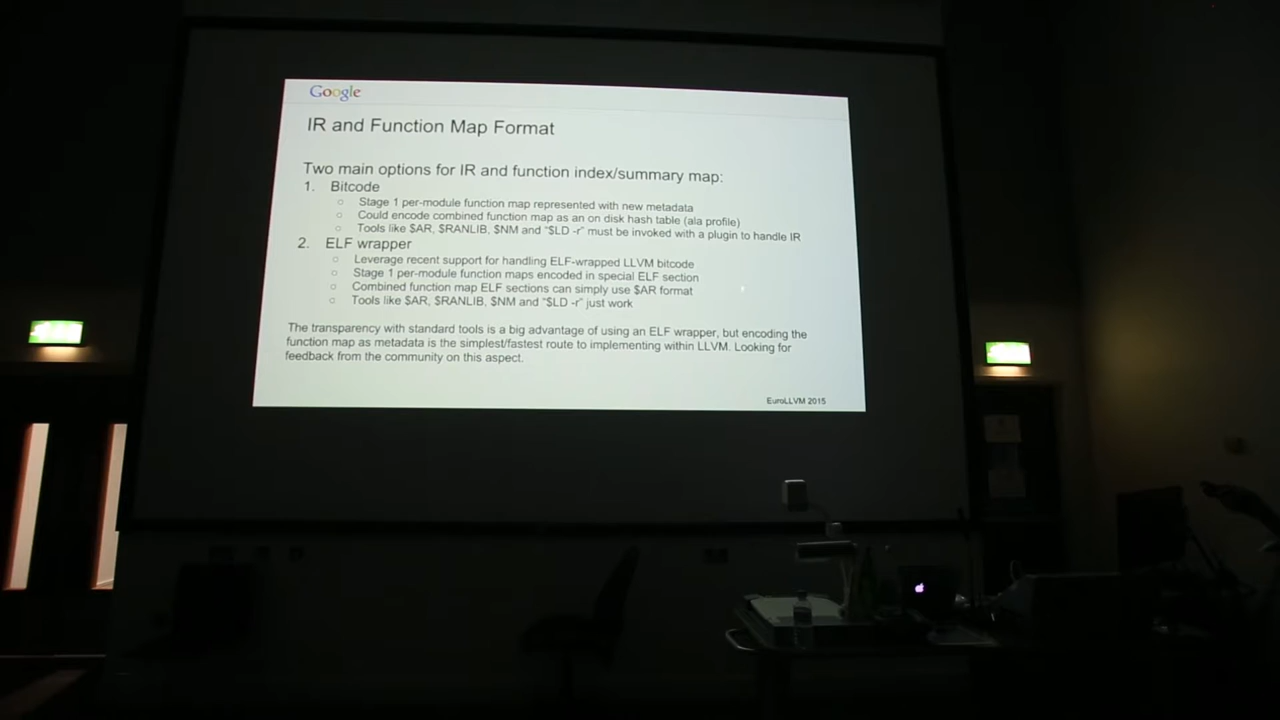 Google
IR and Function Map Format
Two main options for IR and function index/summary map:
1. Bitcode
○ Stage 1 per-module function map represented with new metadata
○ Could encode combined function map as an on disk hash table (ala profile)
○ Tools like $AR, $RANLIB, $NM and "$LD -r" must be invoked with a plugin to handle IR
2. ELF wrapper
○ Leverage recent support for handling ELF-wrapped LLVM bitcode
○ Stage 1 per-module function maps encoded in special ELF section
○ Combined function map ELF sections can simply use $AR format
○ Tools like $AR, $RANLIB, $NM and "$LD -r" just work
The transparency with standard tools is a big advantage of using an ELF wrapper, but encoding the
function map as metadata is the simplest/fastest route to implementing within LLVM. Looking for
feedback from the community on this aspect.
EuroLLVM 2015